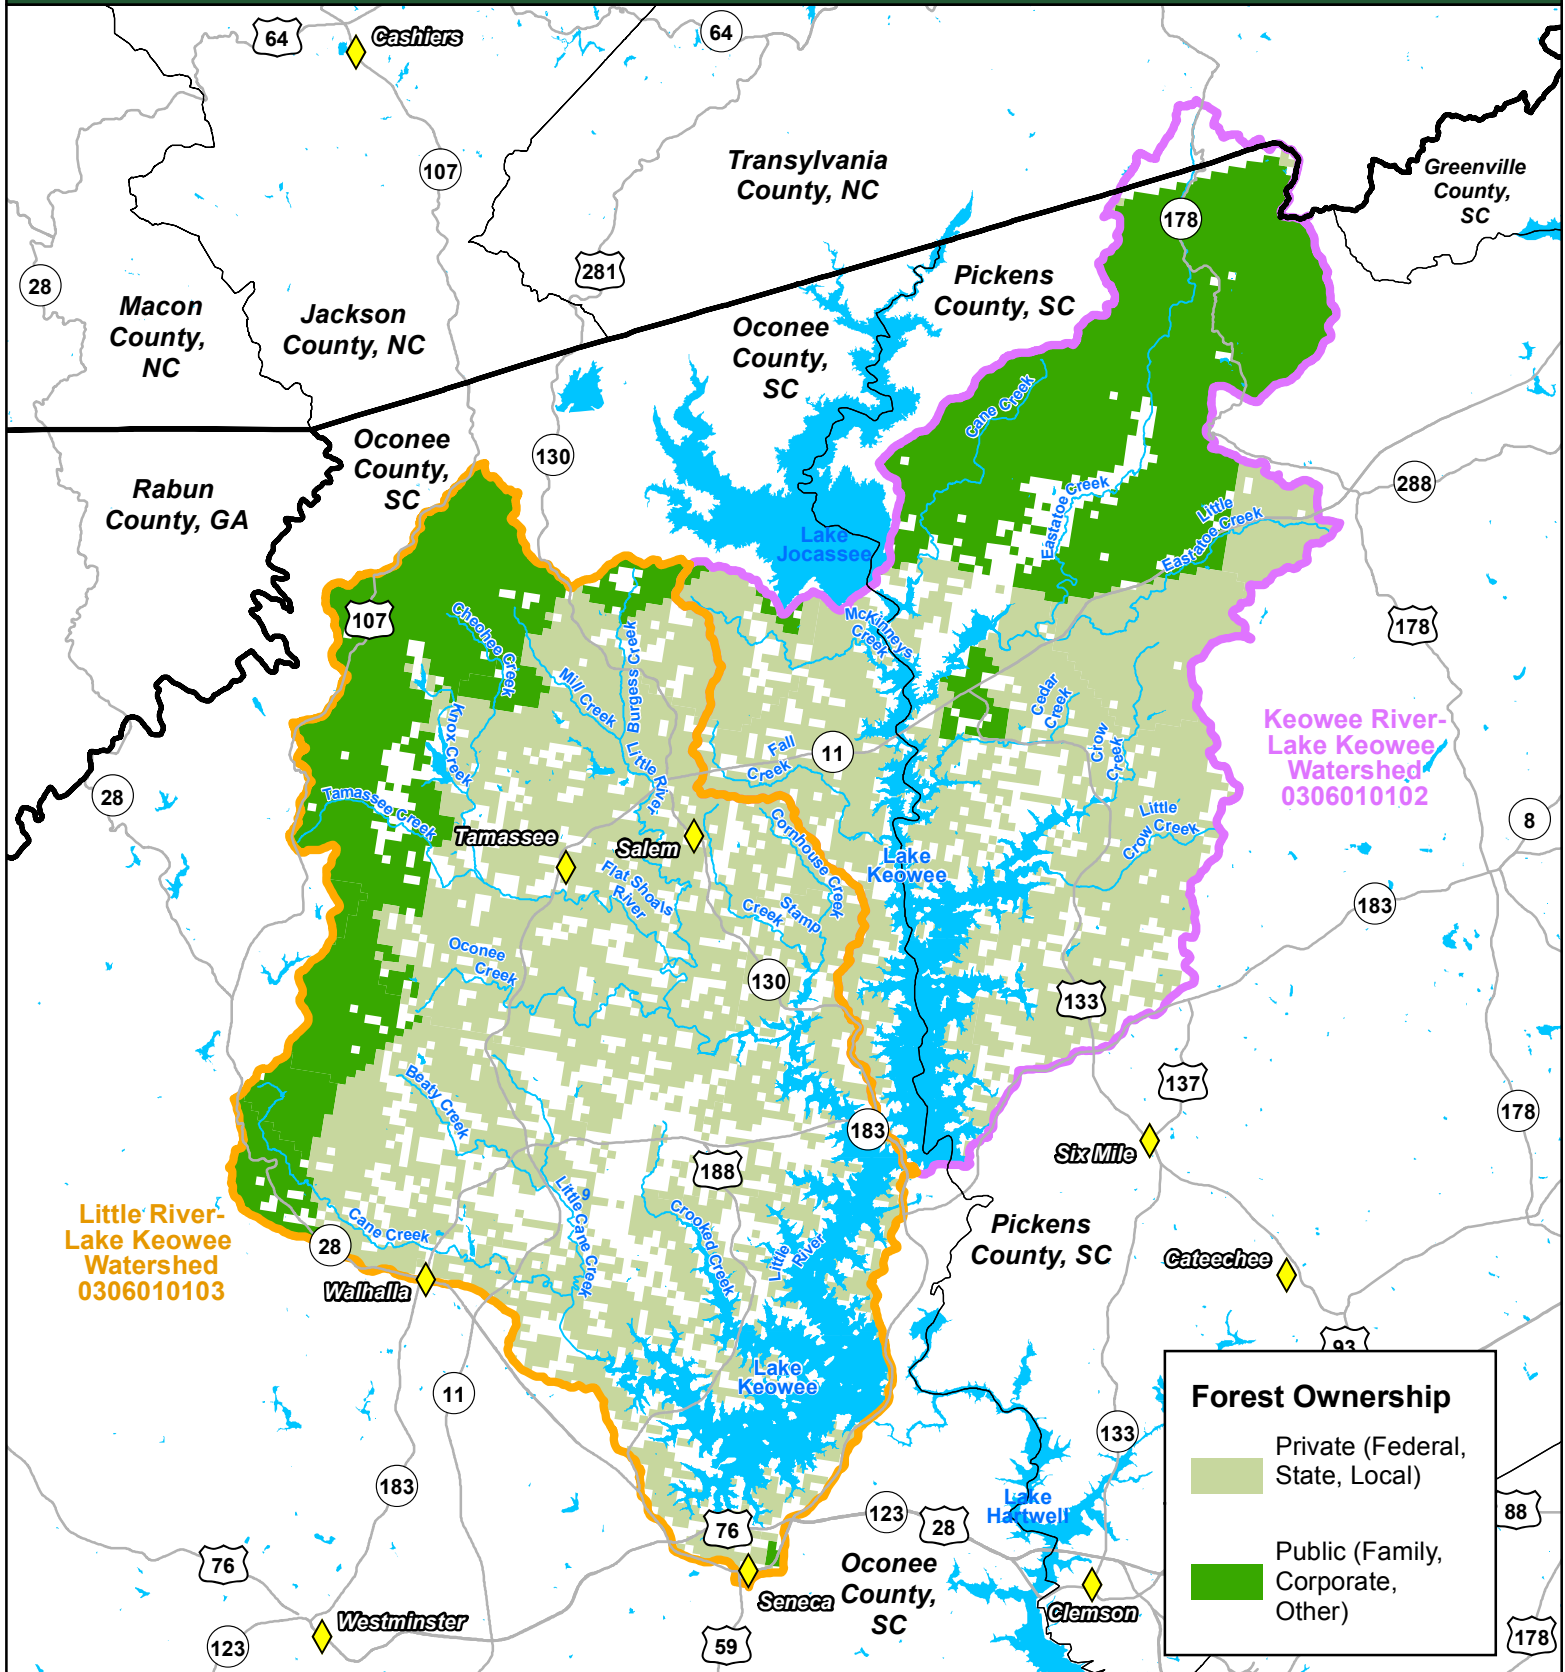 64
Cashiers
64
107
Transylvania
County, NC
Greenville
County,
SC
178
28
281
Pickens
County, SC
Macon
County,
NC
Jackson
County, NC
Oconee
County,
SC
Cane Creek
Oconee
County,
SC
130
288
Rabun
County, GA
Eastatoe Creek
Little
Eastatoe Creek
Lake
Jocassee
107
178
McKinneys
Creek
Cheohee Creek
Mill Creek
Burgess Creek
Cedar
Creek
Knox Creek
Crow
Creek
Keowee River-
Lake Keowee
Watershed
0306010102
Fall
Creek
11
Little River
28
Tamassee Creek
Tamassee
Salem
Cornhouse Creek
Little
Crow Creek
8
Lake
Keowee
Flat Shoals
River
Stamp
Creek
183
Oconee
Creek
130
133
Beaty Creek
137
178
183
Six Mile
188
9
Little Cane Creek
Crooked Creek
Little
River
Little River-
Lake Keowee
Watershed
0306010103
Cane Creek
28
Pickens
County, SC
Cateechee
Walhalla
93
Lake
Keowee
11
Forest Ownership
Private (Federal,
State, Local)
Public (Family,
Corporate,
Other)
133
183
Lake
Hartwell
123
28
88
76
76
Oconee
County,
SC
Seneca
Clemson
Westminster
123
59
178